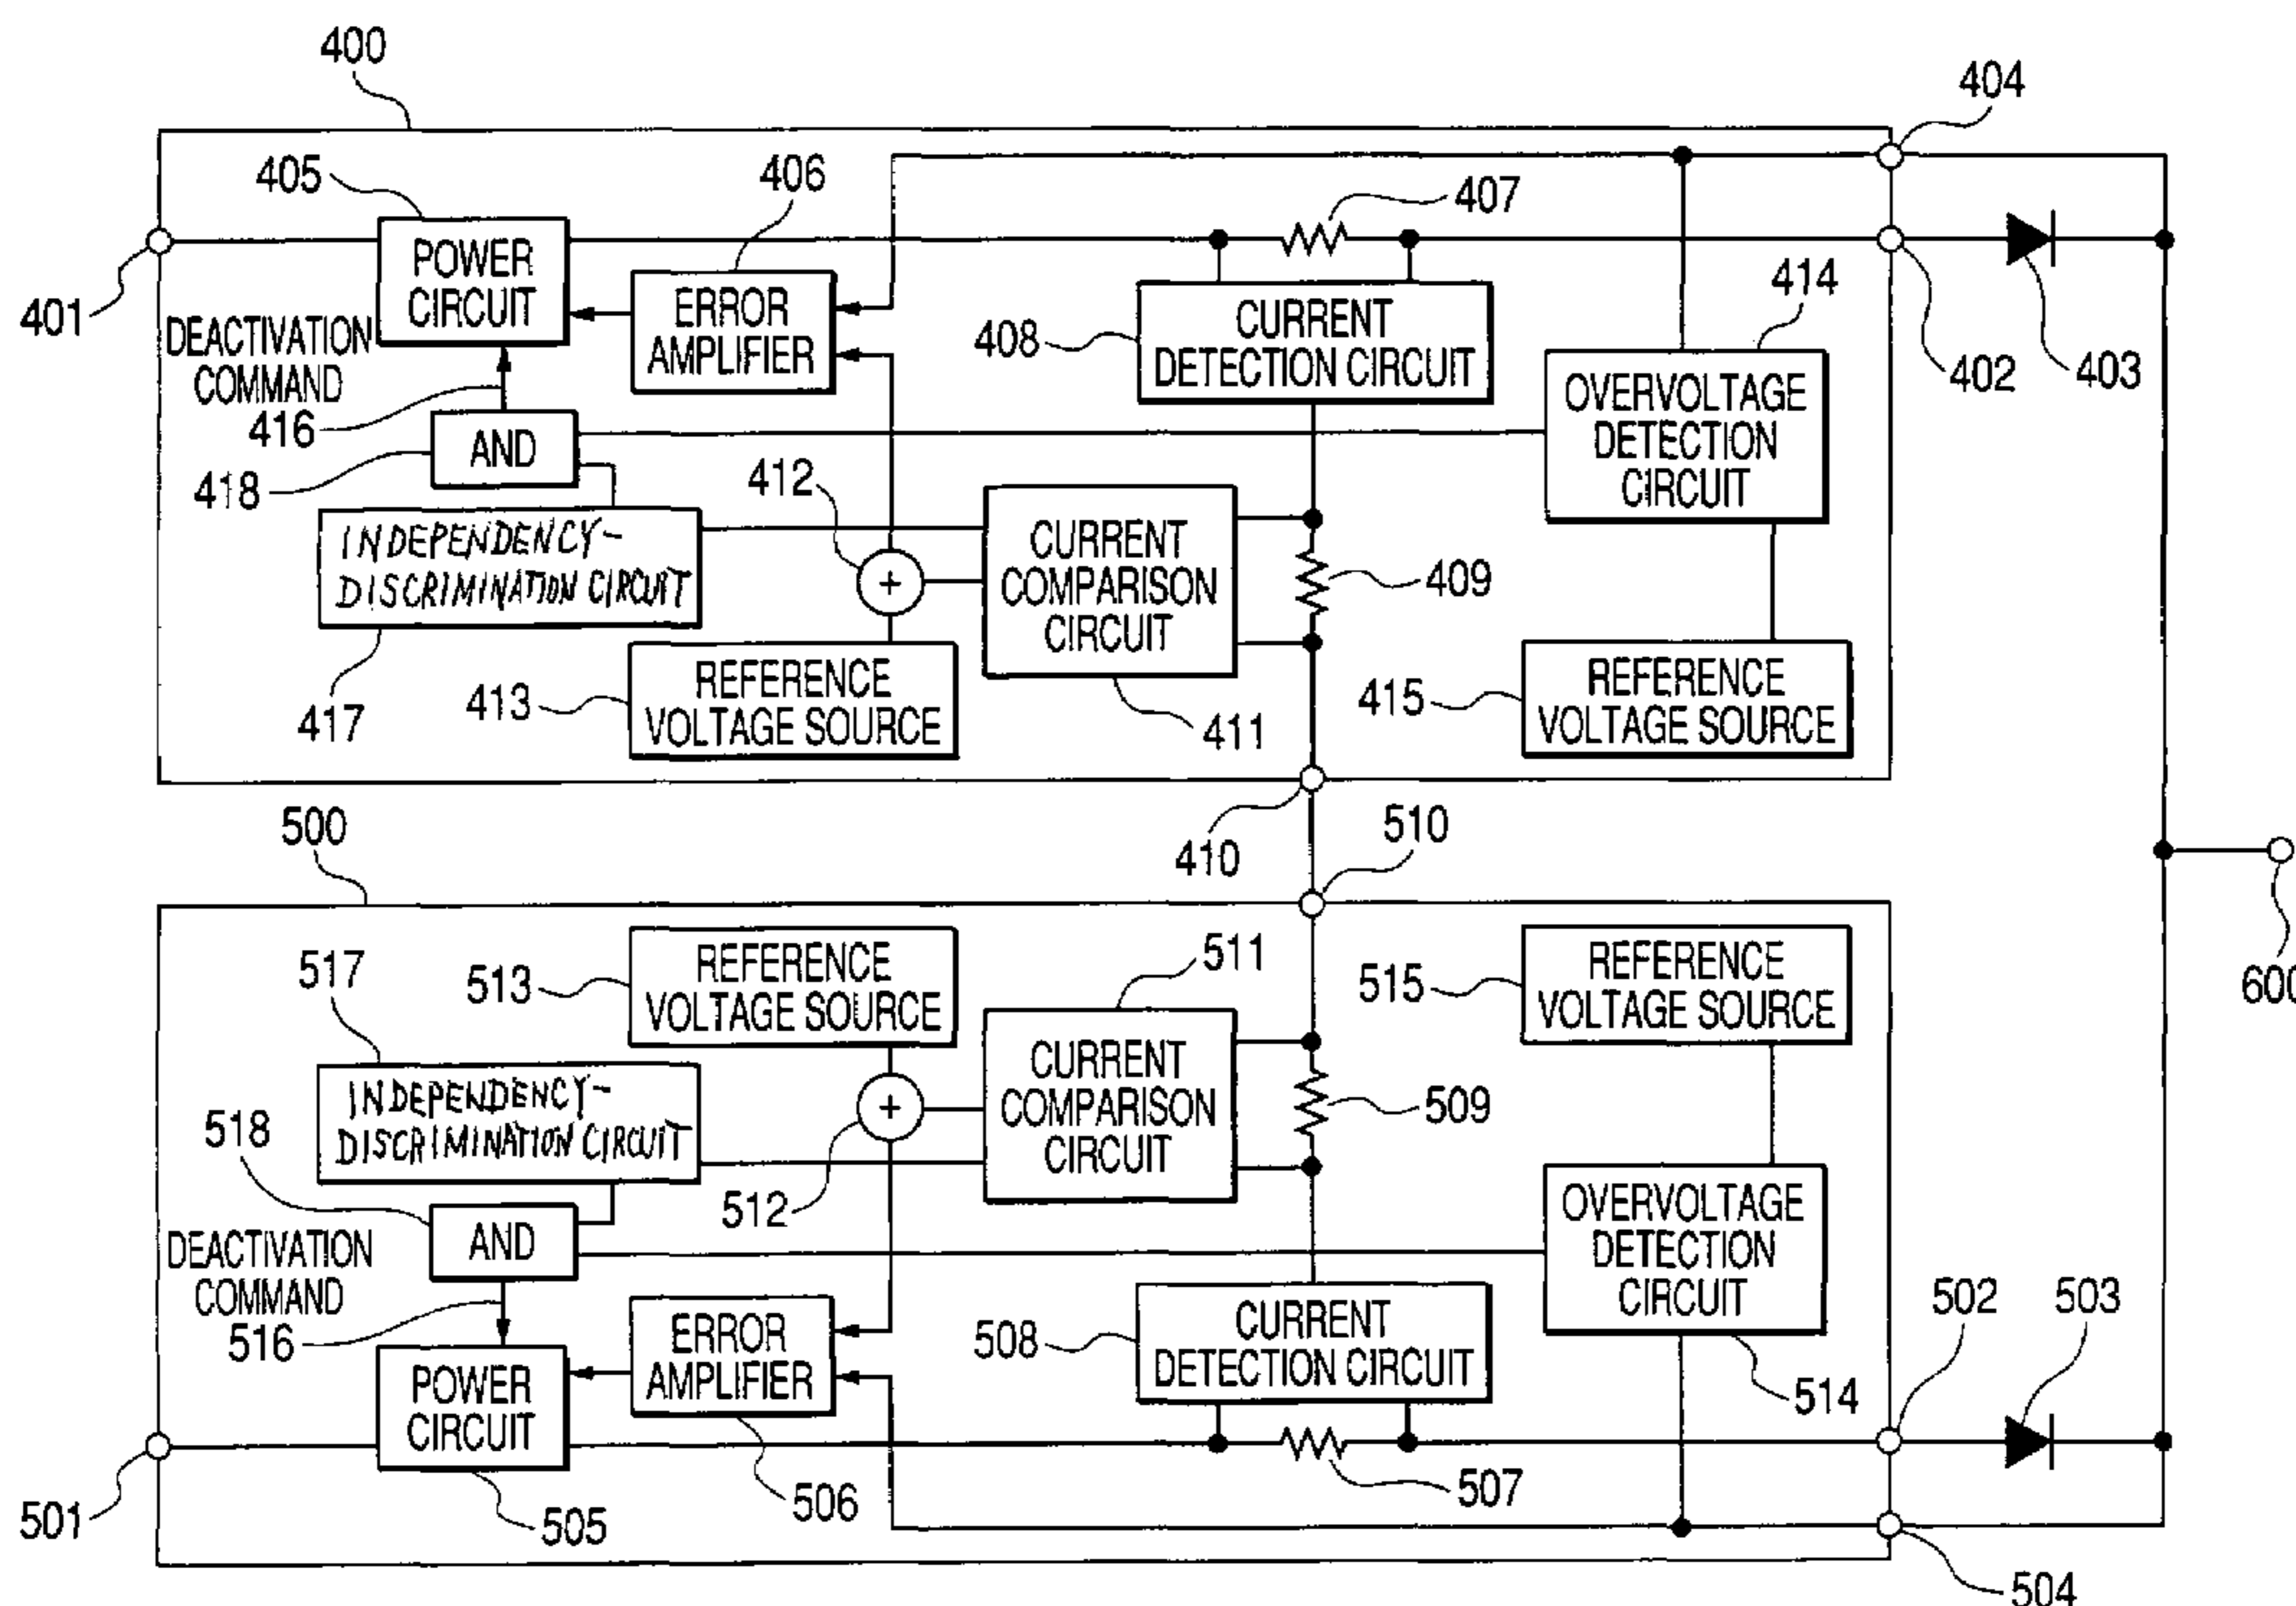 400
404
405
406
407
POWER
CIRCUIT
401
DEACTIVATION
COMMAND
416
ERROR
AMPLIFIER
408
CURRENT
DETECTION CIRCUIT
414
402
403
OVERVOLTAGE
DETECTION
CIRCUIT
AND
418
412
INDEPENDENCY-
DISCRIMINATION CIRCUIT
417
+
CURRENT
COMPARISON
CIRCUIT
409
413
REFERENCE
VOLTAGE SOURCE
411
415
REFERENCE
VOLTAGE SOURCE
410
510
500
600
517
513
REFERENCE
VOLTAGE SOURCE
511
515
REFERENCE
VOLTAGE SOURCE
INDEPENDENCY-
DISCRIMINATION CIRCUIT
518
+
512
CURRENT
COMPARISON
CIRCUIT
509
AND
DEACTIVATION
COMMAND
516
OVERVOLTAGE
DETECTION
CIRCUIT
ERROR
AMPLIFIER
508
CURRENT
DETECTION CIRCUIT
502
503
514
POWER
CIRCUIT
501
505
506
507
504